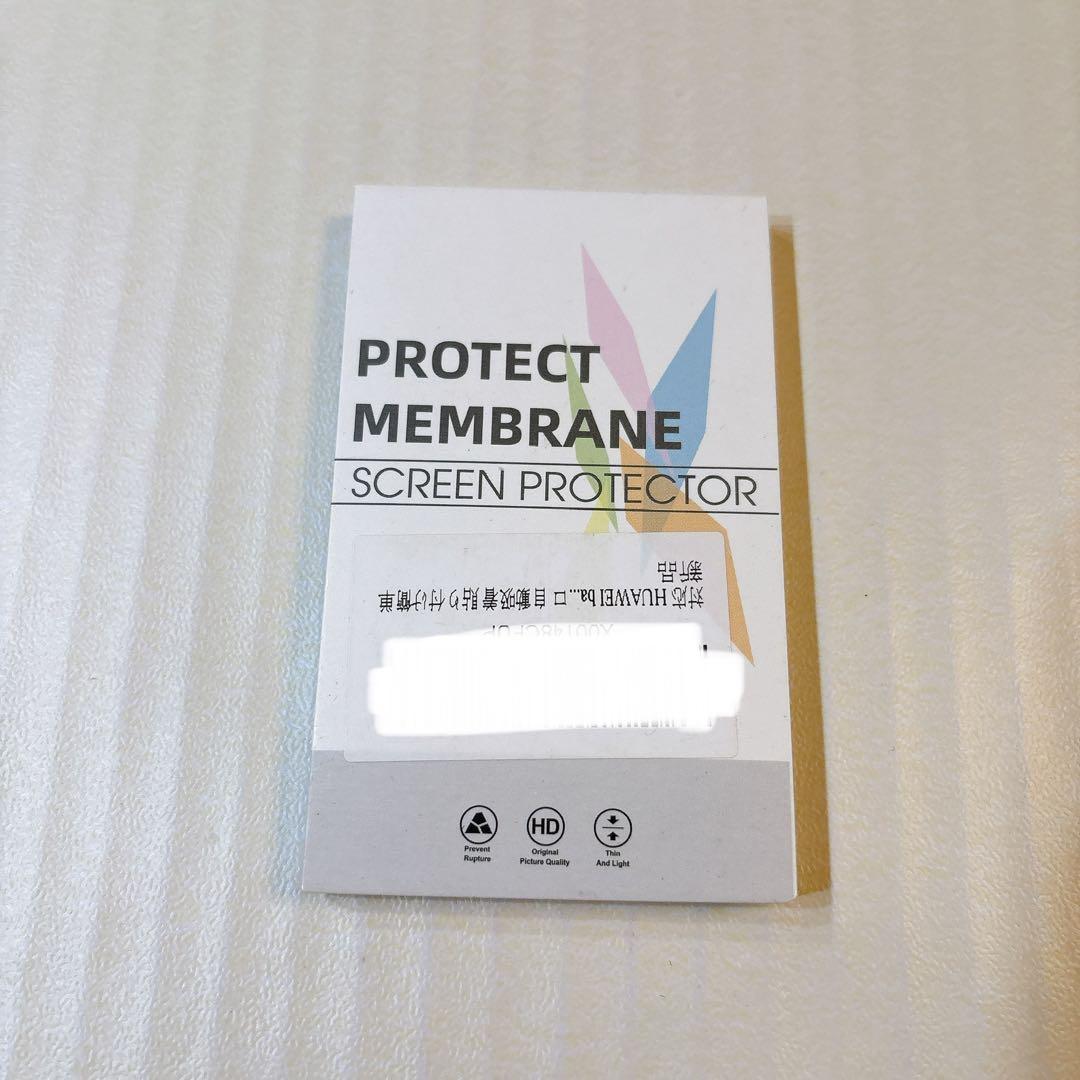 PROTECT
MEMBRANE
SCREEN PROTECTOR
対応 HUAWEI ba...ロ 自動吸着貼り付け簡単
新品
Prevent
Rupture
HD
Original
Picture Quality
Thin
And Light